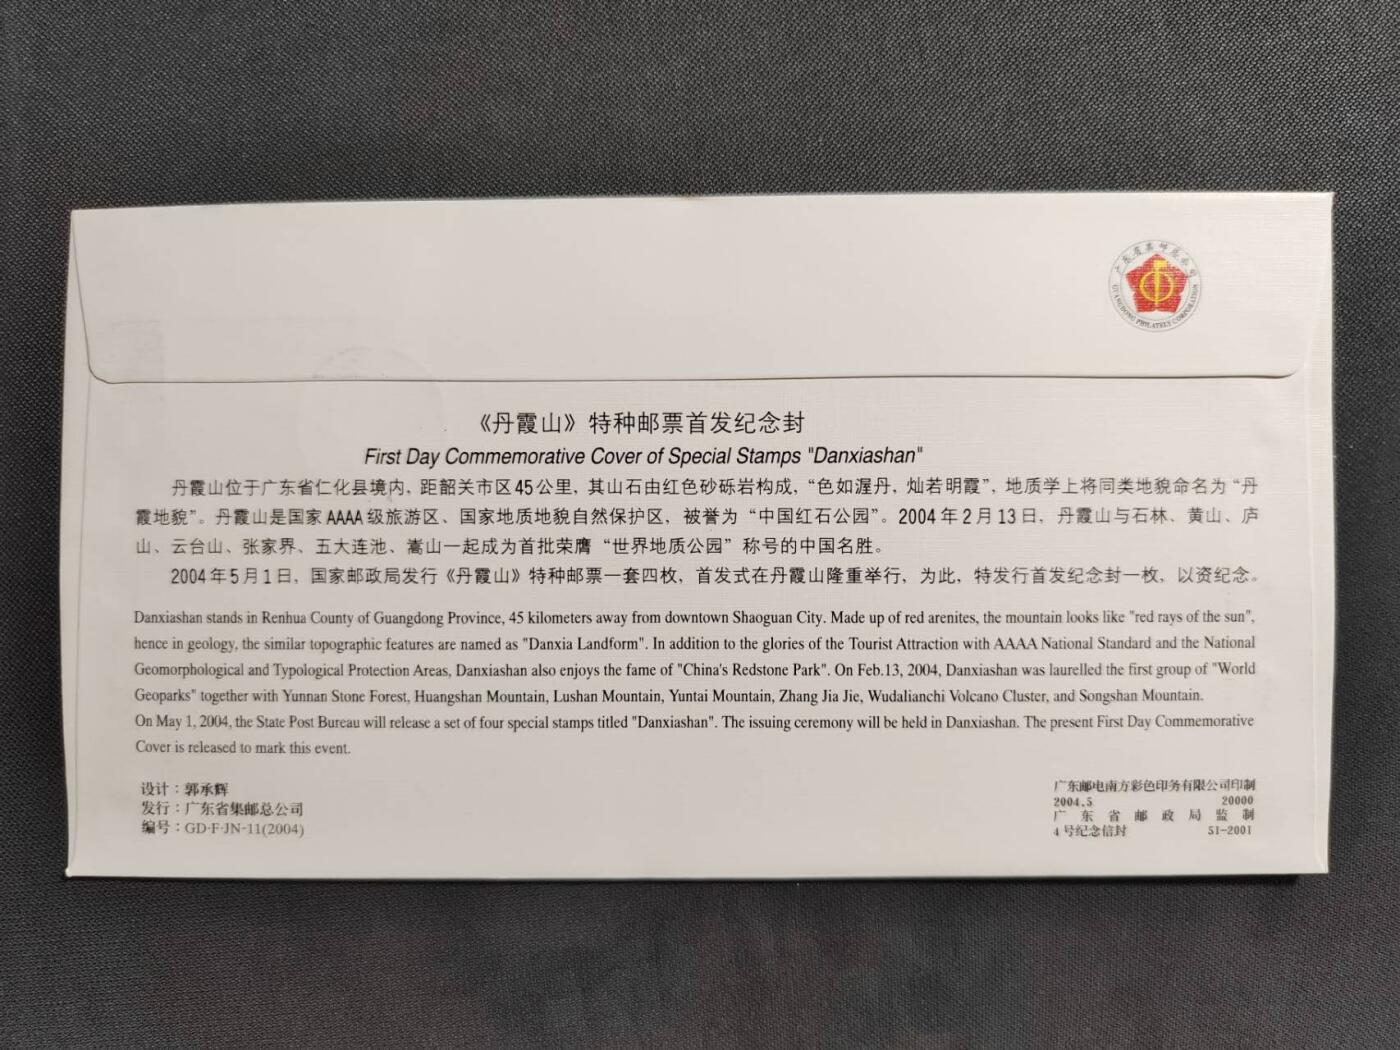 广东省集邮总公司
GUANGDONG PHILATELY CORPORATION
《丹霞山》特种邮票首发纪念封
First Day Commemorative Cover of Special Stamps "Danxiashan"
丹霞山位于广东省仁化县境内，距韶关市区45公里，其山石由红色砂砾岩构成，“色如渥丹，灿若明霞”，地质学上将同类地貌命名为“丹
霞地貌”。丹霞山是国家AAAA级旅游区、国家地质地貌自然保护区，被誉为“中国红石公园”。2004年2月13日，丹霞山与石林、黄山、庐
山、云台山、张家界、五大连池、嵩山一起成为首批荣膺“世界地质公园”称号的中国名胜。
2004年5月1日，国家邮政局发行《丹霞山》特种邮票一套四枚，首发式在丹霞山隆重举行，为此，特发行首发纪念封一枚，以资纪念。
Danxiashan stands in Renhua County of Guangdong Province, 45 kilometers away from downtown Shaoguan City. Made up of red arenites, the mountain looks like "red rays of the sun",
hence in geology, the similar topographic features are named as "Danxia Landform". In addition to the glories of the Tourist Attraction with AAAA National Standard and the National
Geomorphological and Typological Protection Areas, Danxiashan also enjoys the fame of "China's Redstone Park". On Feb.13, 2004, Danxiashan was laurelled the first group of "World
Geoparks" together with Yunnan Stone Forest, Huangshan Mountain, Lushan Mountain, Yuntai Mountain, Zhang Jia Jie, Wudalianchi Volcano Cluster, and Songshan Mountain.
On May 1, 2004, the State Post Bureau will release a set of four special stamps titled "Danxiashan". The issuing ceremony will be held in Danxiashan. The present First Day Commemorative
Cover is released to mark this event.
设计：郭承辉
发行：广东省集邮总公司
编号：GD·F·JN-11(2004)
广东邮电南方彩色印务有限公司印制
2004.5 20000
广东省邮政局监制
4号纪念信封 51-2001